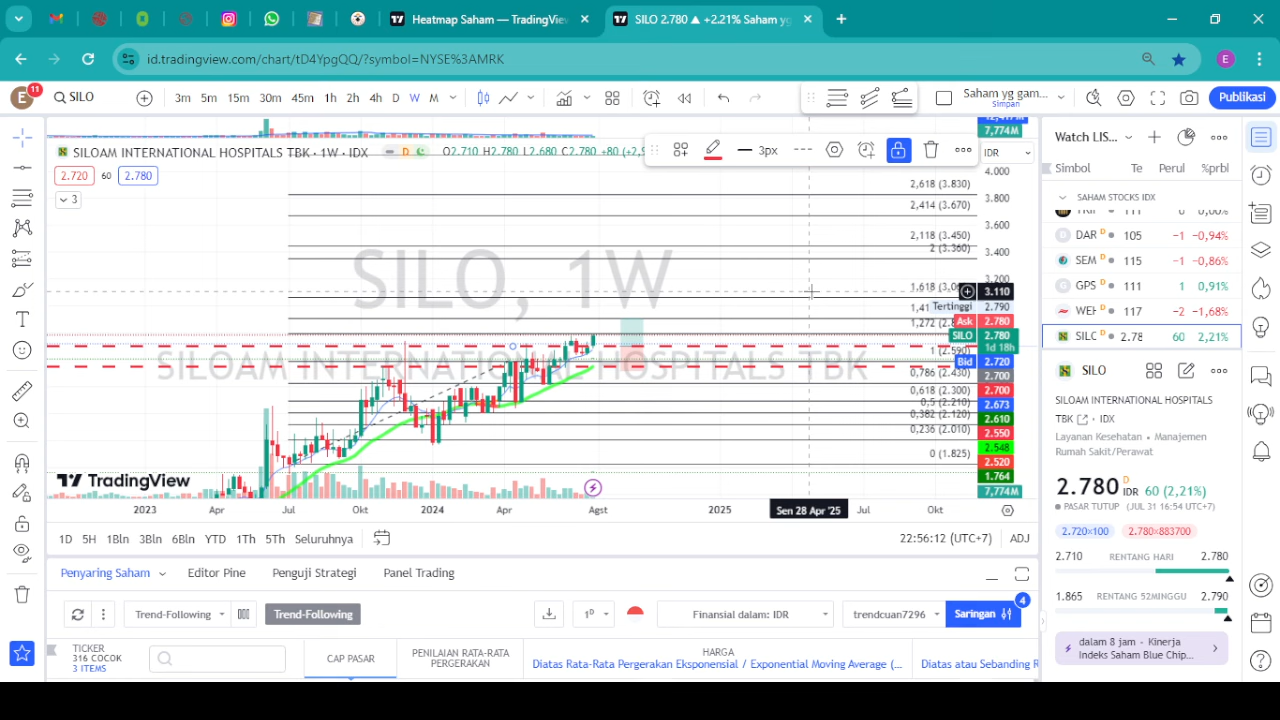 Heatmap Saham — TradingView
SILO 2.780 ▲ +2.21% Saham yg
id.tradingview.com/chart/tD4YpgQQ/?symbol=NYSE%3AMRK
E
E
11
SILO
3m 5m 15m 30m 45m 1h 2h 4h D W M
Saham yg gam...
Simpan
Publikasi
7,774M
SILOAM INTERNATIONAL HOSPITALS TBK · 1W · IDX
D
O2.710 H2.780 L2.680 C2.780 +80
3px
IDR
2.720 60 2.780
3
SILO, 1W
SILOAM INTERNATIONAL HOSPITALS TBK
2,618 (3.830)
2,414 (3.670)
2,118 (3.450)
2 (3.360)
1,618
1,272
1 (2.590)
0,786 (2.430)
0,618 (2.300)
0,5 (2.210)
0,382 (2.120)
0,236 (2.010)
0 (1.825)
4.000
3.800
3.600
3.400
3.200
3.110
Tertinggi 2.790
Ask 2.780
SILO 2.780
1d 18h
Bid 2.720
2.700
2.700
2.673
2.610
2.550
2.548
2.520
1.764
7,774M
TradingView
2023 Apr Jul Okt 2024 Apr Agst 2025 Sen 28 Apr '25 Jul Okt
1D 5H 1Bln 3Bln 6Bln YTD 1Th 5Th Seluruhnya
22:56:12 (UTC+7) ADJ
Penyaring Saham Editor Pine Penguji Strategi Panel Trading
Trend-Following
Trend-Following
1D
Finansial dalam: IDR
trendcuan7296
Saringan
4
TICKER
316 COCOK
3 ITEMS
CAP PASAR
PENILAIAN RATA-RATA
PERGERAKAN
HARGA
Diatas Rata-Rata Pergerakan Eksponensial / Exponential Moving Average (...
Diatas atau Sebanding R
Watch LIS...
Simbol Te Perul %prbl
SAHAM STOCKS IDX
111 0 0,00%
DAR D 105 −1 −0,94%
SEM D 115 −1 −0,86%
GPS D 111 1 0,91%
D 117 −2 −1,68%
SILC D 2.78 60 2,21%
SILO
SILOAM INTERNATIONAL HOSPITALS
TBK · IDX
Layanan Kesehatan • Manajemen
Rumah Sakit/Perawat
2.780 D IDR 60 (2,21%)
PASAR TUTUP (JUL 31 16:54 UTC+7)
2.720×100 2.780×883700
2.710 RENTANG HARI 2.780
1.865 RENTANG 52MINGGU 2.790
dalam 8 jam • Kinerja
Indeks Saham Blue Chip...